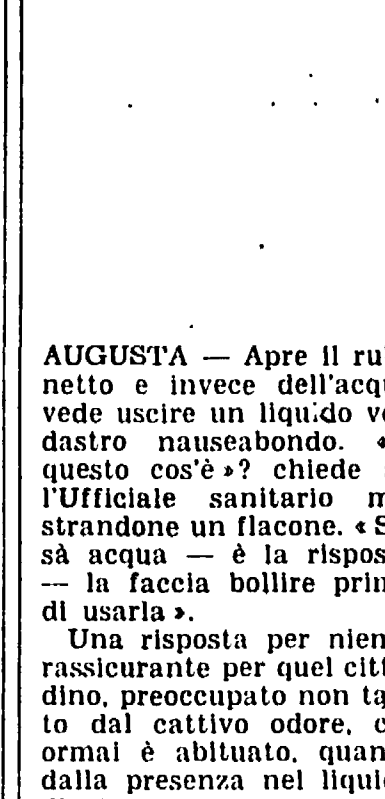 AUGUSTA — Apre il ru
netto e invece dell'acqu
vede uscire un liquido ve
dastro nauseabondo. «
questo cos'è»? chiede
l'Ufficiale sanitario m
strandone un flacone. «S
sà acqua — è la rispos
— la faccia bollire prin
di usarla».
Una risposta per nien
rassicurante per quel citt
dino, preoccupato non ta
to dal cattivo odore, c
ormai è abituato, quan
dalla presenza nel liqui